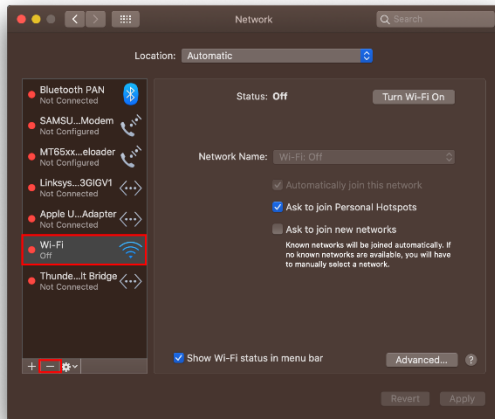 Network
Search
Location: Automatic
Bluetooth PAN
Not Connected
SAMSU...Modem
Not Configured
MT65xx...eloader
Not Configured
Linksys...3GIGV1
Not Connected
Apple U...Adapter
Not Connected
Wi-Fi
Off
Thunde...lt Bridge
Not Connected
Status: Off
Turn Wi-Fi On
Network Name: Wi-Fi: Off
Automatically join this network
Ask to join Personal Hotspots
Ask to join new networks
Known networks will be joined automatically. If
no known networks are available, you will have
to manually select a network.
Show Wi-Fi status in menu bar
Advanced...
?
Revert
Apply